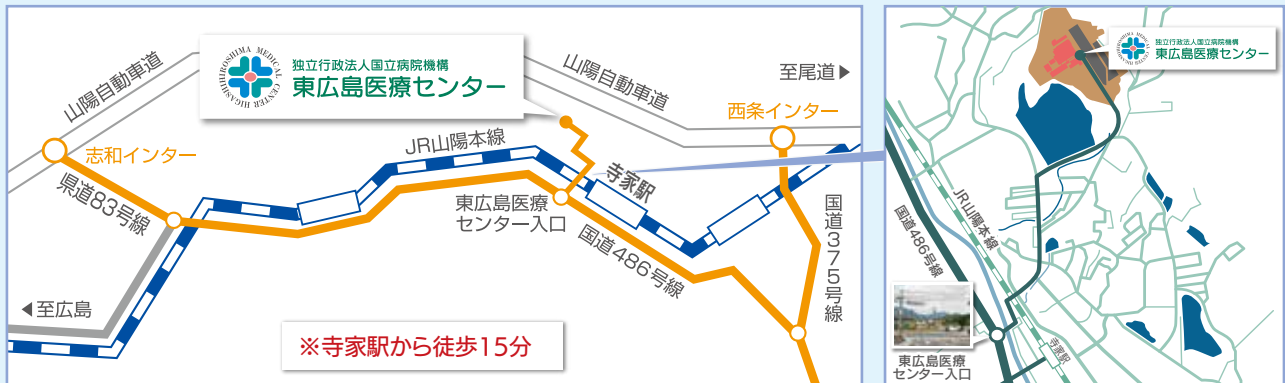 山陽自動車道
HIGASHIHIROSHIMA MEDICAL CENTER
独立行政法人国立病院機構
東広島医療センター
山陽自動車道
至尾道▶
西条インター
志和インター
JR山陽本線
寺家駅
県道83号線
東広島医療
センター入口
国道486号線
国道375号線
◀至広島
※寺家駅から徒歩15分
HIGASHIHIROSHIMA MEDICAL CENTER
独立行政法人国立病院機構
東広島医療センター
JR山陽本線
国道486号線
寺家駅
東広島医療
センター入口